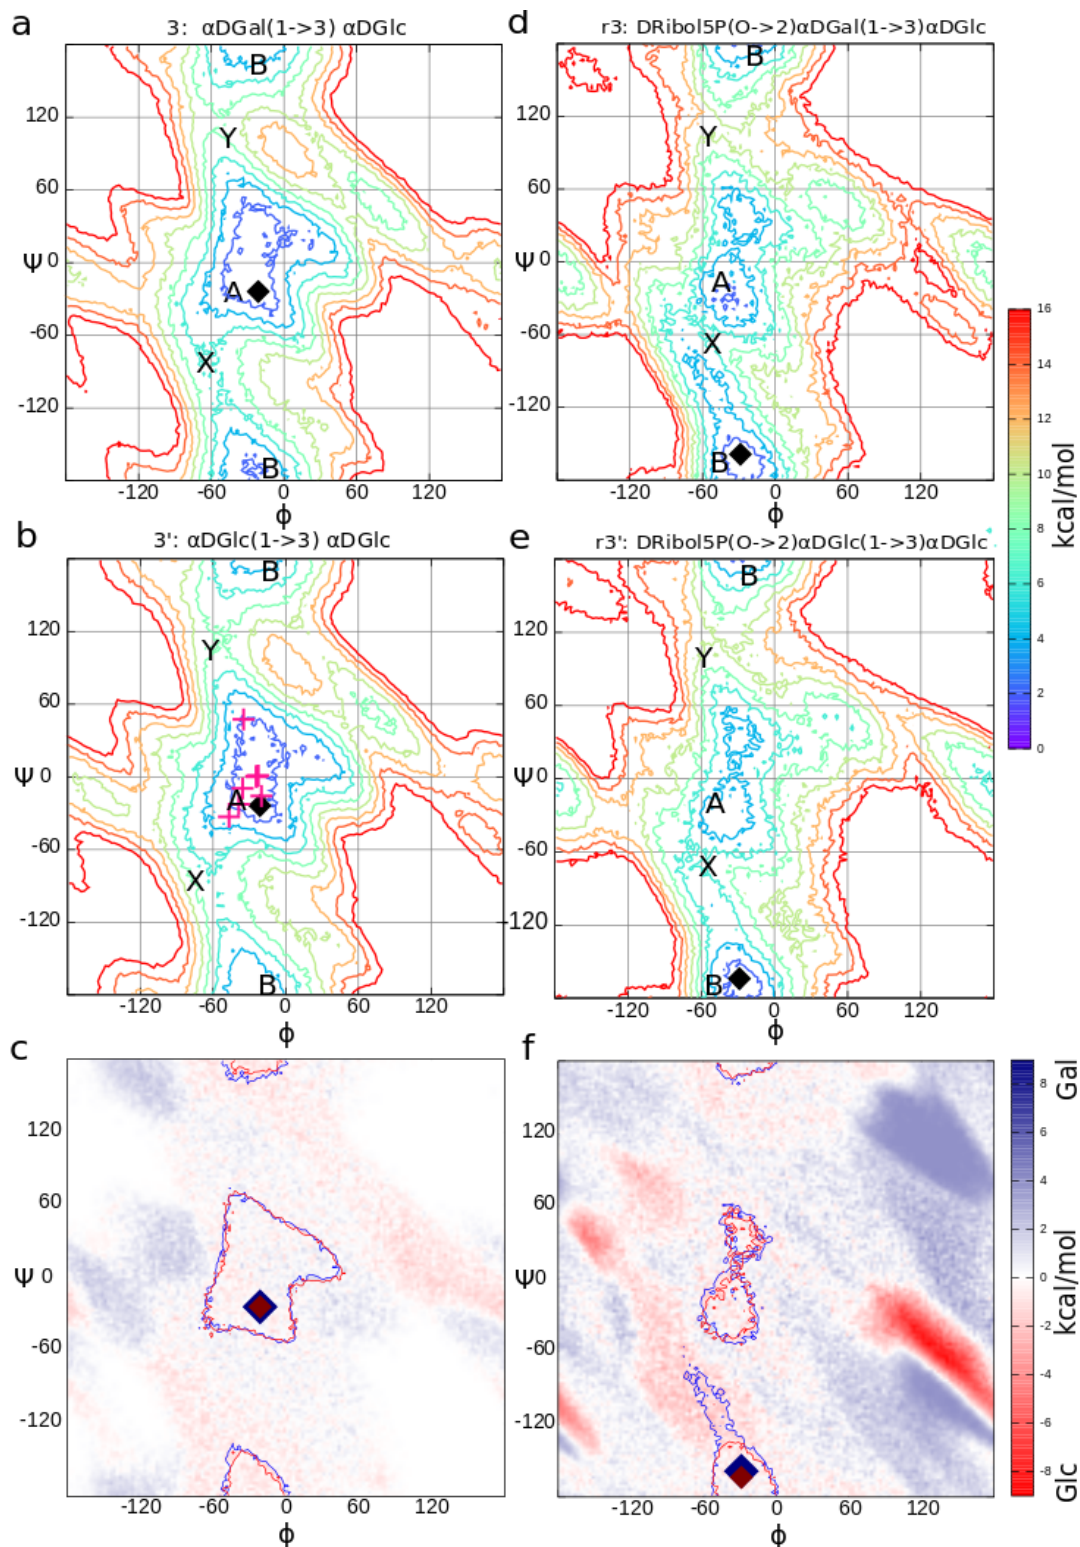 a
3: αDGal(1->3) αDGlc
B
Y
A
X
B
120
60
Ψ 0
-60
-120
-120 -60 0 60 120
ϕ
d
r3: DRibol5P(O->2)αDGal(1->3)αDGlc
B
Y
A
X
B
120
60
Ψ 0
-60
-120
-120 -60 0 60 120
ϕ
16
14
12
10
8
6
4
2
0
kcal/mol
b
3': αDGlc(1->3) αDGlc
B
Y
A
X
B
120
60
Ψ 0
-60
-120
-120 -60 0 60 120
ϕ
e
r3': DRibol5P(O->2)αDGlc(1->3)αDGlc
B
Y
A
X
B
120
60
Ψ 0
-60
-120
-120 -60 0 60 120
ϕ
c
120
60
Ψ 0
-60
-120
-120 -60 0 60 120
ϕ
f
120
60
Ψ0
-60
-120
-120 -60 0 60 120
ϕ
Gal
8
6
4
2
0
-2
-4
-6
-8
kcal/mol
Glc